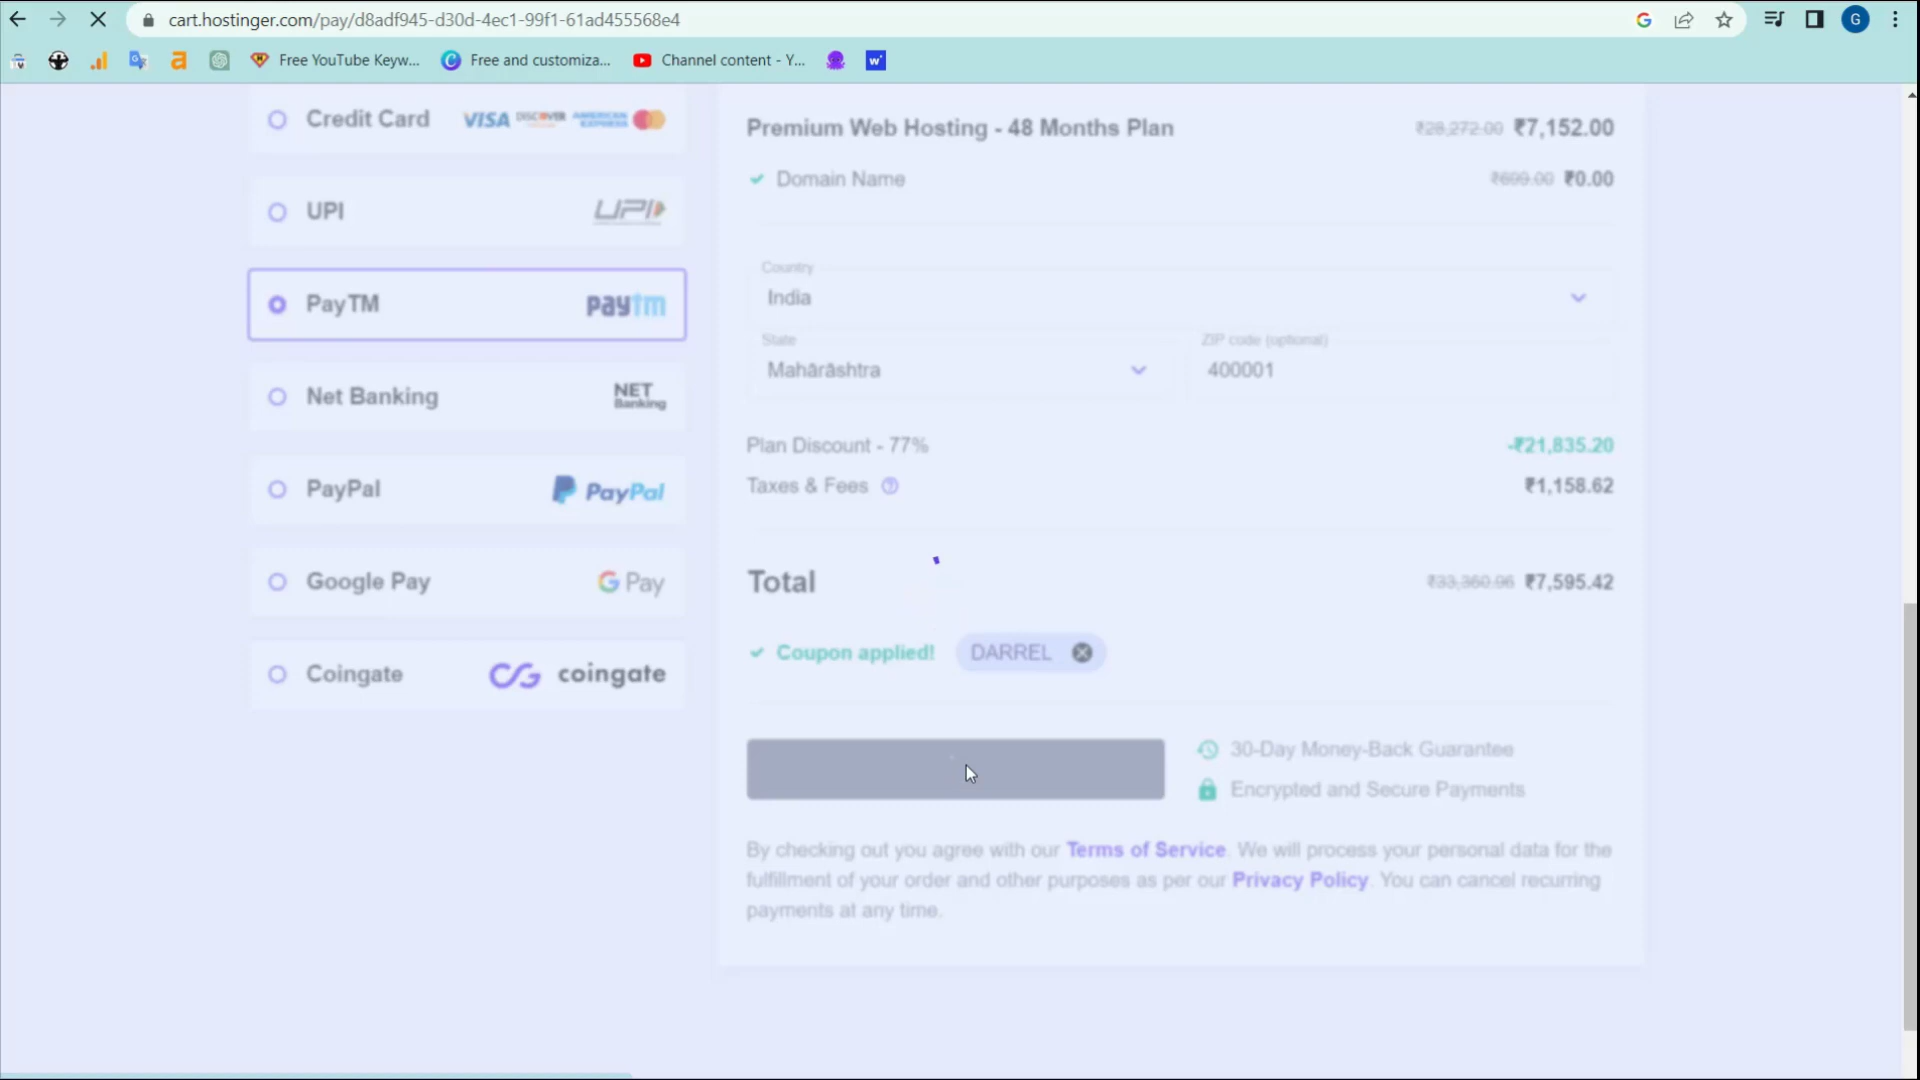 cart.hostinger.com/pay/d8adf945-d30d-4ec1-99f1-61ad455568e4
G
Free YouTube Keyw...
Free and customiza...
Channel content - Y...
Credit Card VISA DISCOVER AMERICAN EXPRESS
UPI UPI
PayTM paytm
Net Banking NET Banking
PayPal PayPal
Google Pay G Pay
Coingate coingate
Premium Web Hosting - 48 Months Plan ₹28,272.00 ₹7,152.00
Domain Name ₹699.00 ₹0.00
Country
India
State ZIP code (optional)
Mahārāshtra 400001
Plan Discount - 77% -₹21,835.20
Taxes & Fees ₹1,158.62
Total ₹33,360.96 ₹7,595.42
Coupon applied! DARREL
30-Day Money-Back Guarantee
Encrypted and Secure Payments
By checking out you agree with our Terms of Service. We will process your personal data for the
fulfillment of your order and other purposes as per our Privacy Policy. You can cancel recurring
payments at any time.